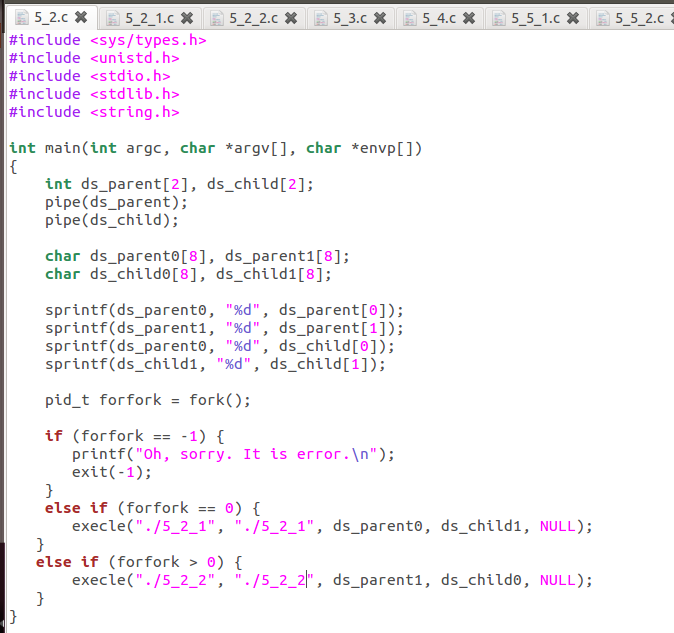 5_2.c 5_2_1.c 5_2_2.c 5_3.c 5_4.c 5_5_1.c 5_5_2.c
#include <sys/types.h>
#include <unistd.h>
#include <stdio.h>
#include <stdlib.h>
#include <string.h>

int main(int argc, char *argv[], char *envp[])
{
    int ds_parent[2], ds_child[2];
    pipe(ds_parent);
    pipe(ds_child);

    char ds_parent0[8], ds_parent1[8];
    char ds_child0[8], ds_child1[8];

    sprintf(ds_parent0, "%d", ds_parent[0]);
    sprintf(ds_parent1, "%d", ds_parent[1]);
    sprintf(ds_parent0, "%d", ds_child[0]);
    sprintf(ds_child1, "%d", ds_child[1]);

    pid_t forfork = fork();

    if (forfork == -1) {
       printf("Oh, sorry. It is error.\n");
       exit(-1);
    }
    else if (forfork == 0) {
       execle("./5_2_1", "./5_2_1", ds_parent0, ds_child1, NULL);
   }
   else if (forfork > 0) {
       execle("./5_2_2", "./5_2_2", ds_parent1, ds_child0, NULL);
   }
}